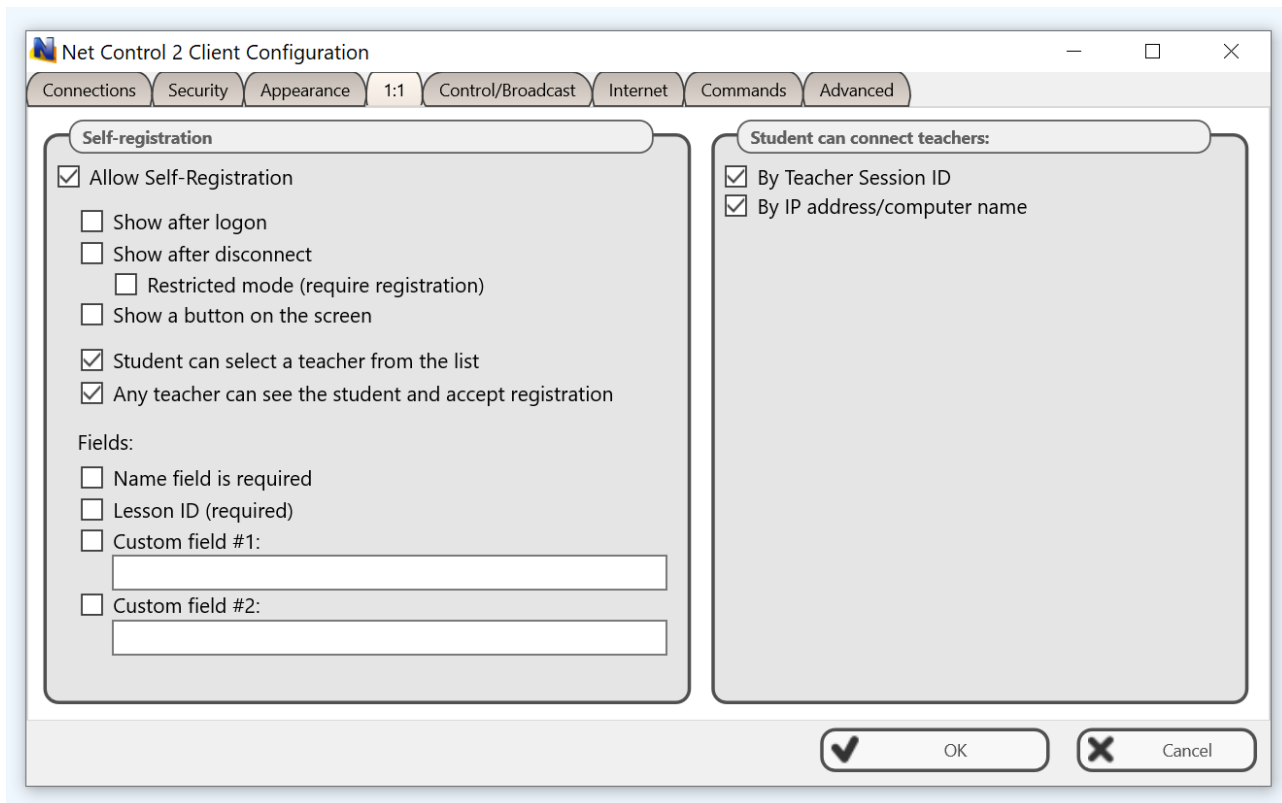 Net Control 2 Client Configuration
Connections Security Appearance 1:1 Control/Broadcast Internet Commands Advanced
Self-registration
Allow Self-Registration
Show after logon
Show after disconnect
Restricted mode (require registration)
Show a button on the screen
Student can select a teacher from the list
Any teacher can see the student and accept registration
Fields:
Name field is required
Lesson ID (required)
Custom field #1:
Custom field #2:
Student can connect teachers:
By Teacher Session ID
By IP address/computer name
OK Cancel